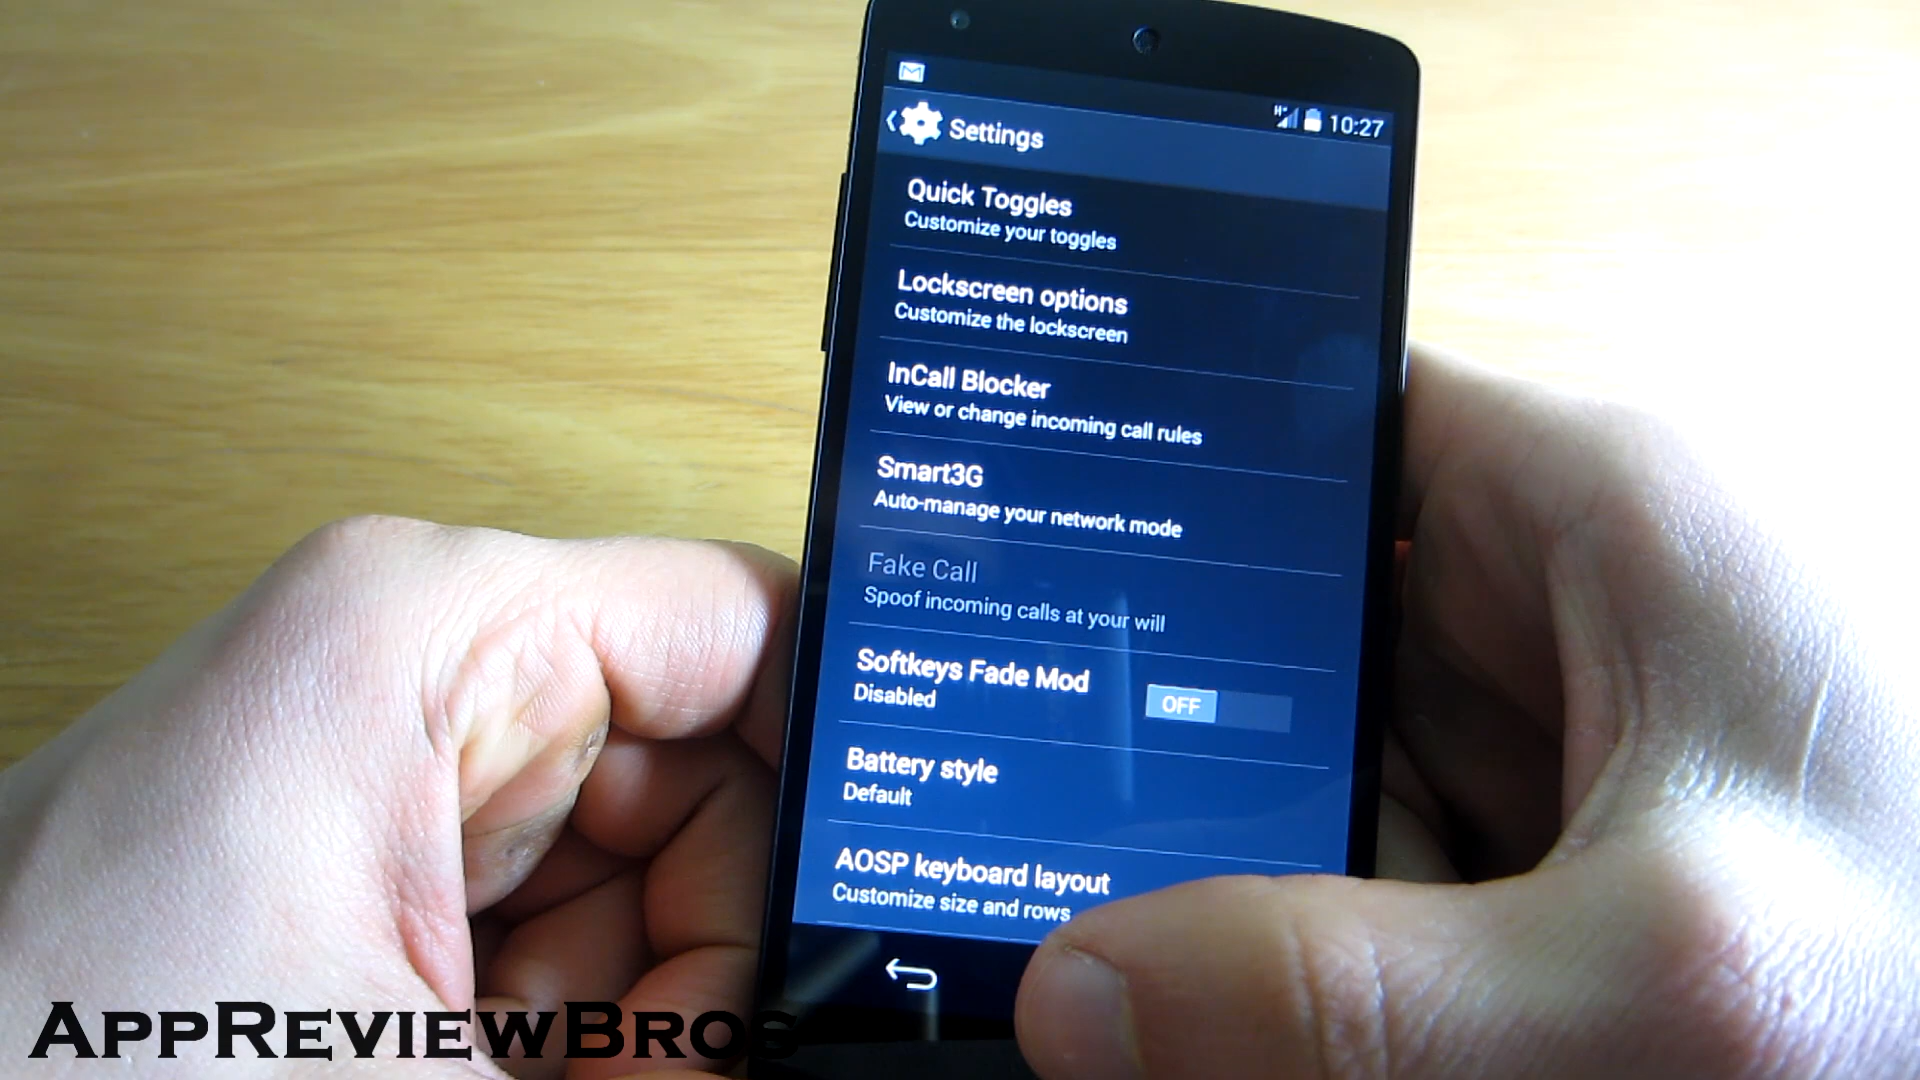 H+ 10:27
Settings
Quick Toggles
Customize your toggles
Lockscreen options
Customize the lockscreen
InCall Blocker
View or change incoming call rules
Smart3G
Auto-manage your network mode
Fake Call
Spoof incoming calls at your will
Softkeys Fade Mod
Disabled
OFF
Battery style
Default
AOSP keyboard layout
Customize size and rows
AppReviewBros